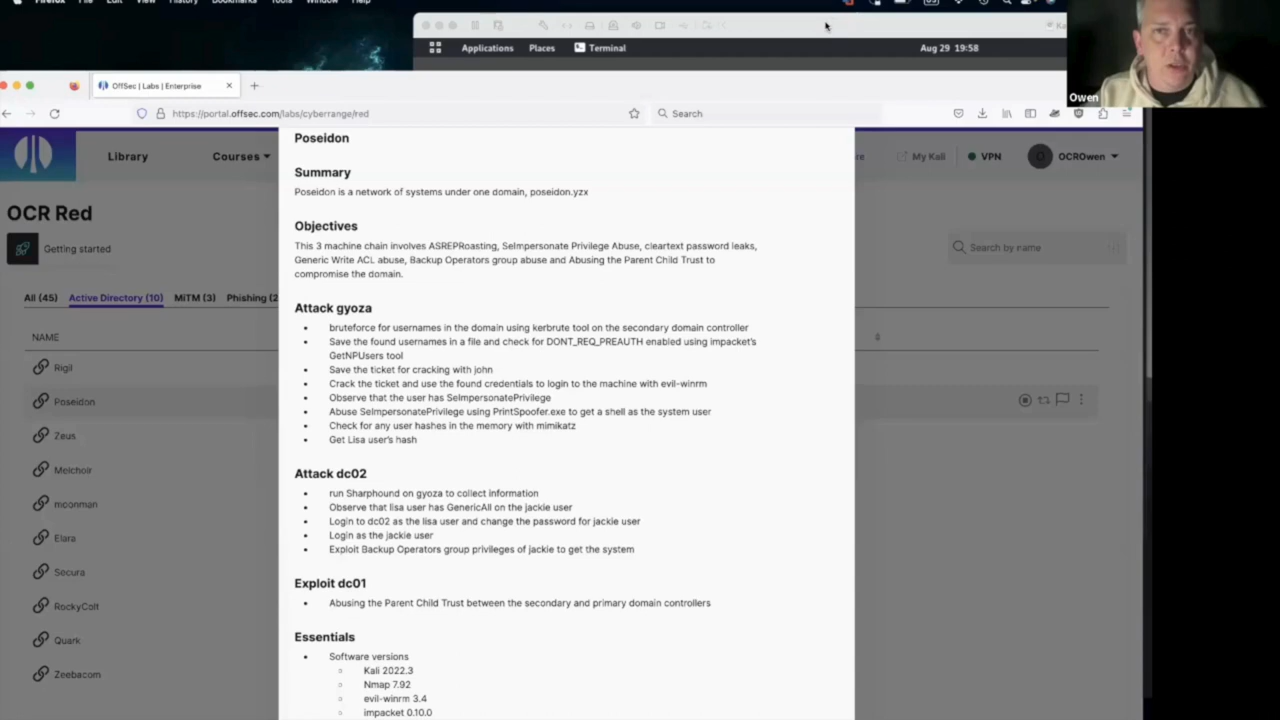 Firefox File Edit View History Bookmarks Tools Window Help
Applications Places Terminal
Aug 29 19:58
OffSec | Labs | Enterprise
https://portal.offsec.com/labs/cyberrange/red
Search
Owen
Library
Courses
My Kali
VPN
OCROwen
OCR Red
Getting started
Search by name
All (45)
Active Directory (10)
MiTM (3)
NAME
Rigil
Poseidon
Zeus
Melchoir
moonman
Elara
Secura
RockyColt
Quark
Zeebacom
Poseidon
Summary
Poseidon is a network of systems under one domain, poseidon.yzx
Objectives
This 3 machine chain involves ASREPRoasting, SeImpersonate Privilege Abuse, cleartext password leaks,
Generic Write ACL abuse, Backup Operators group abuse and Abusing the Parent Child Trust to
compromise the domain.
Attack gyoza
• bruteforce for usernames in the domain using kerbrute tool on the secondary domain controller
• Save the found usernames in a file and check for DONT_REQ_PREAUTH enabled using impacket's
GetNPUsers tool
• Save the ticket for cracking with john
• Crack the ticket and use the found credentials to login to the machine with evil-winrm
• Observe that the user has SeImpersonatePrivilege
• Abuse SeImpersonatePrivilege using PrintSpoofer.exe to get a shell as the system user
• Check for any user hashes in the memory with mimikatz
• Get Lisa user's hash
Attack dc02
• run Sharphound on gyoza to collect information
• Observe that lisa user has GenericAll on the jackie user
• Login to dc02 as the lisa user and change the password for jackie user
• Login as the jackie user
• Exploit Backup Operators group privileges of jackie to get the system
Exploit dc01
• Abusing the Parent Child Trust between the secondary and primary domain controllers
Essentials
• Software versions
○ Kali 2022.3
○ Nmap 7.92
○ evil-winrm 3.4
○ impacket 0.10.0